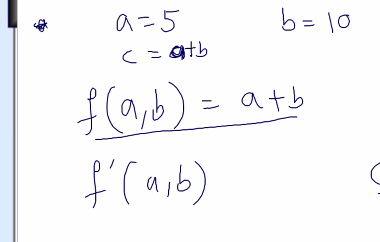 a = 5 b = 10
c = a+b
f(a,b) = a+b
f'(a,b)